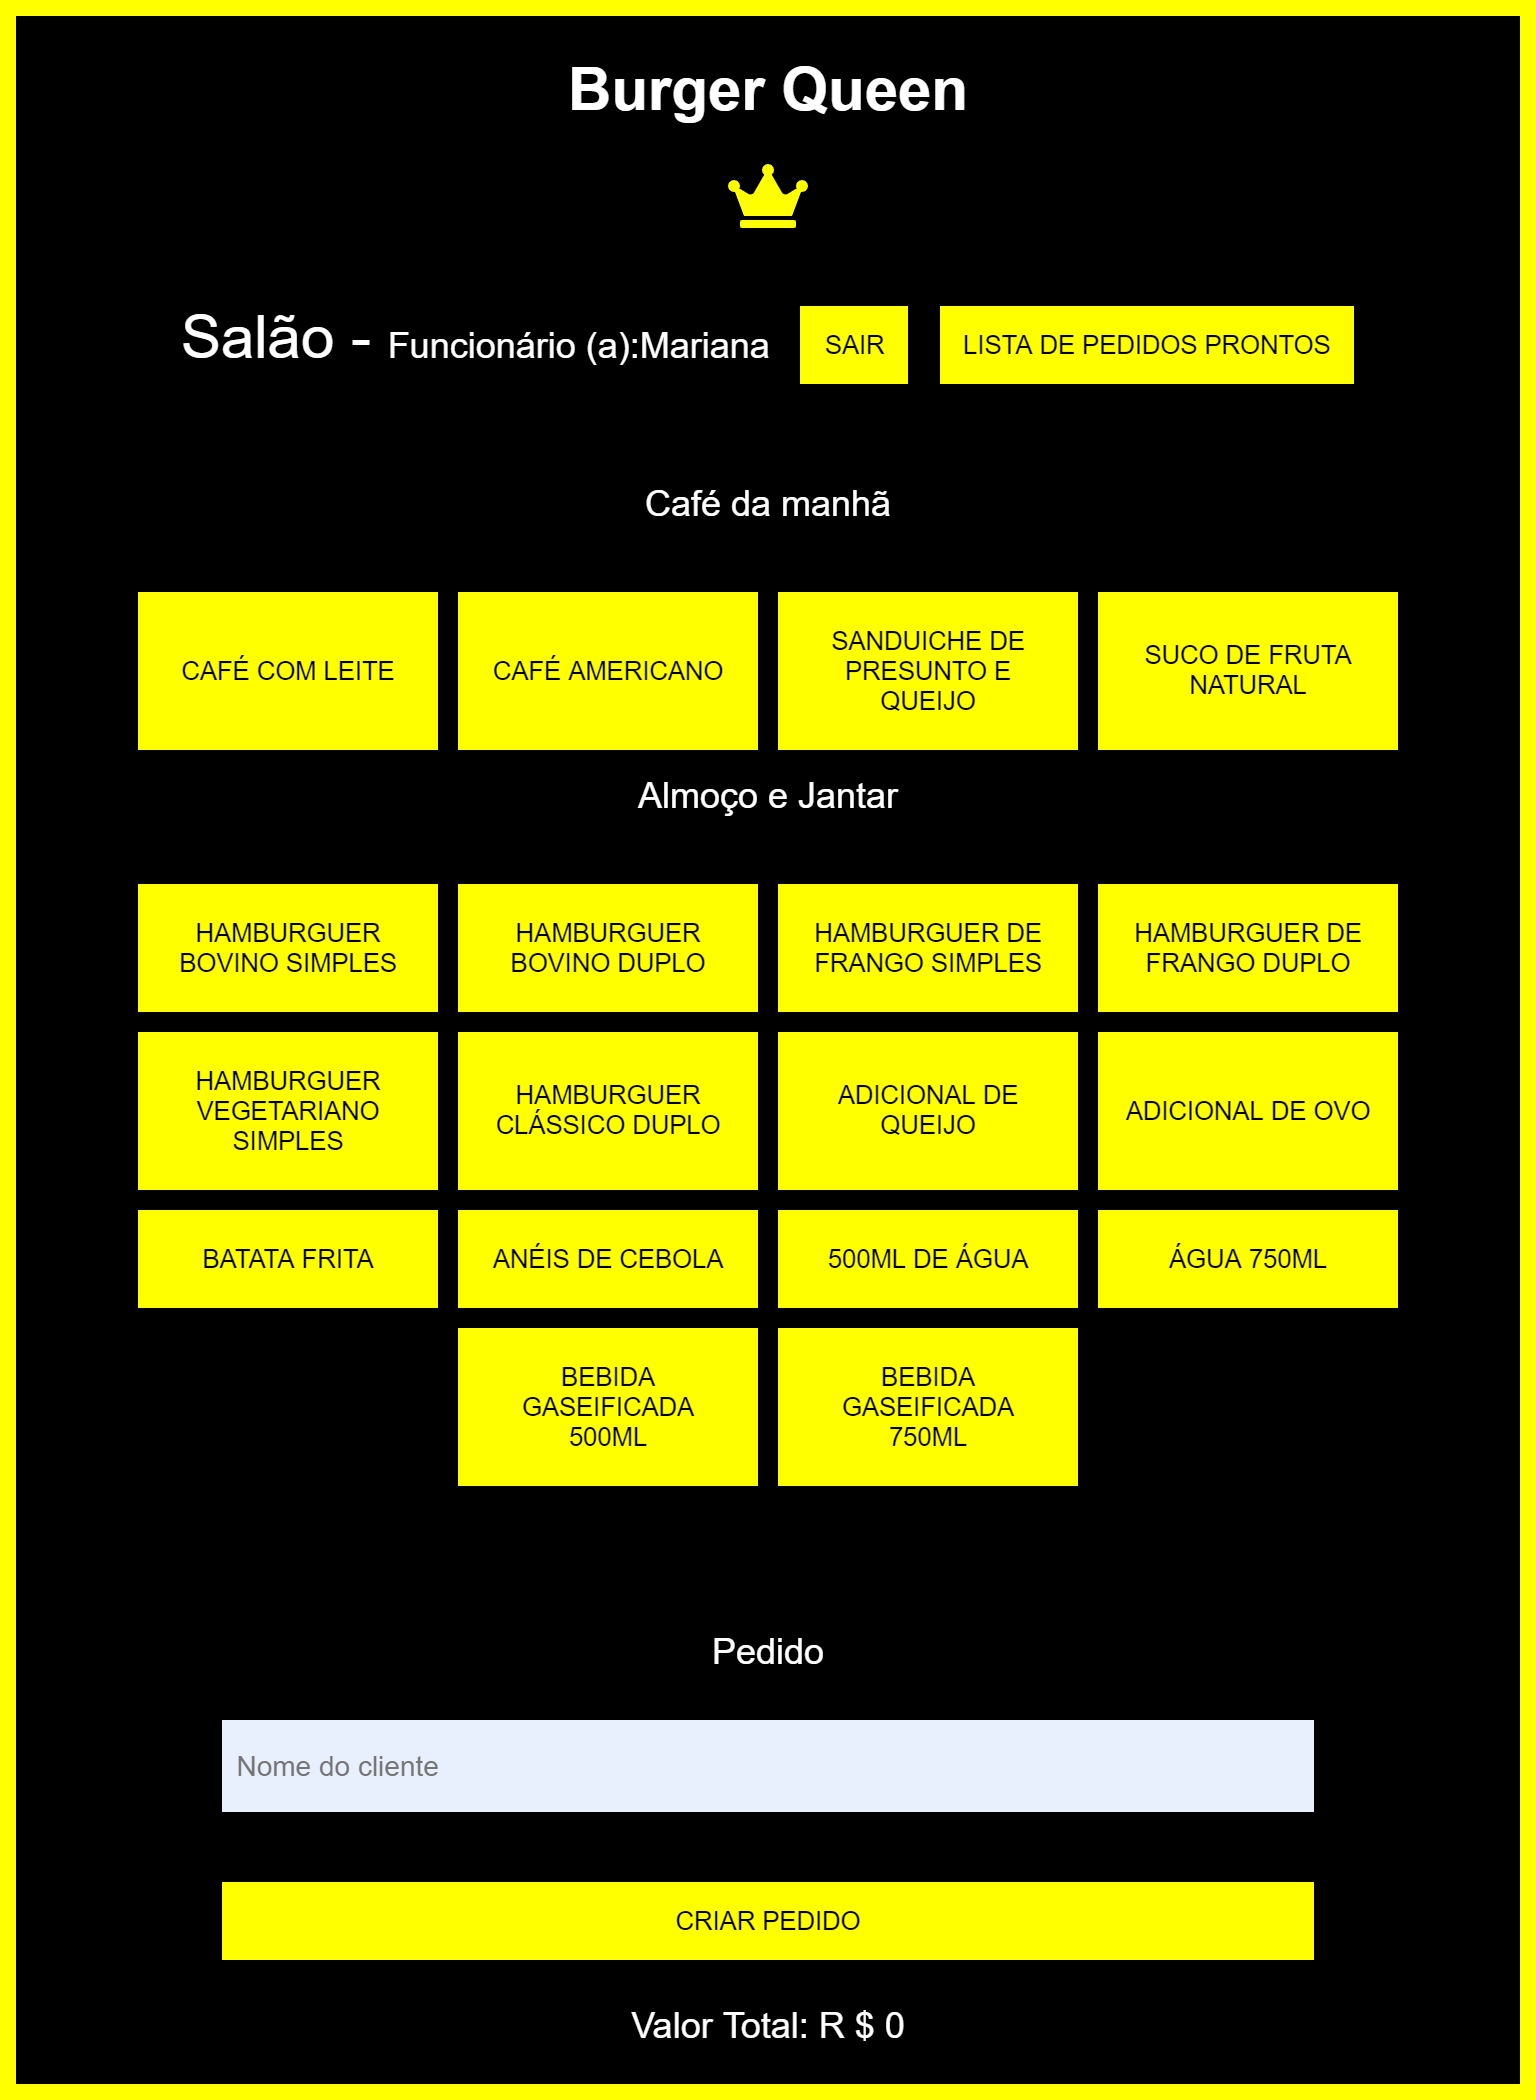 Burger Queen
Salão - Funcionário (a):Mariana
SAIR
LISTA DE PEDIDOS PRONTOS
Café da manhã
CAFÉ COM LEITE
CAFÉ AMERICANO
SANDUICHE DE
PRESUNTO E
QUEIJO
SUCO DE FRUTA
NATURAL
Almoço e Jantar
HAMBURGUER
BOVINO SIMPLES
HAMBURGUER
BOVINO DUPLO
HAMBURGUER DE
FRANGO SIMPLES
HAMBURGUER DE
FRANGO DUPLO
HAMBURGUER
VEGETARIANO
SIMPLES
HAMBURGUER
CLÁSSICO DUPLO
ADICIONAL DE
QUEIJO
ADICIONAL DE OVO
BATATA FRITA
ANÉIS DE CEBOLA
500ML DE ÁGUA
ÁGUA 750ML
BEBIDA
GASEIFICADA
500ML
BEBIDA
GASEIFICADA
750ML
Pedido
Nome do cliente
CRIAR PEDIDO
Valor Total: R $ 0